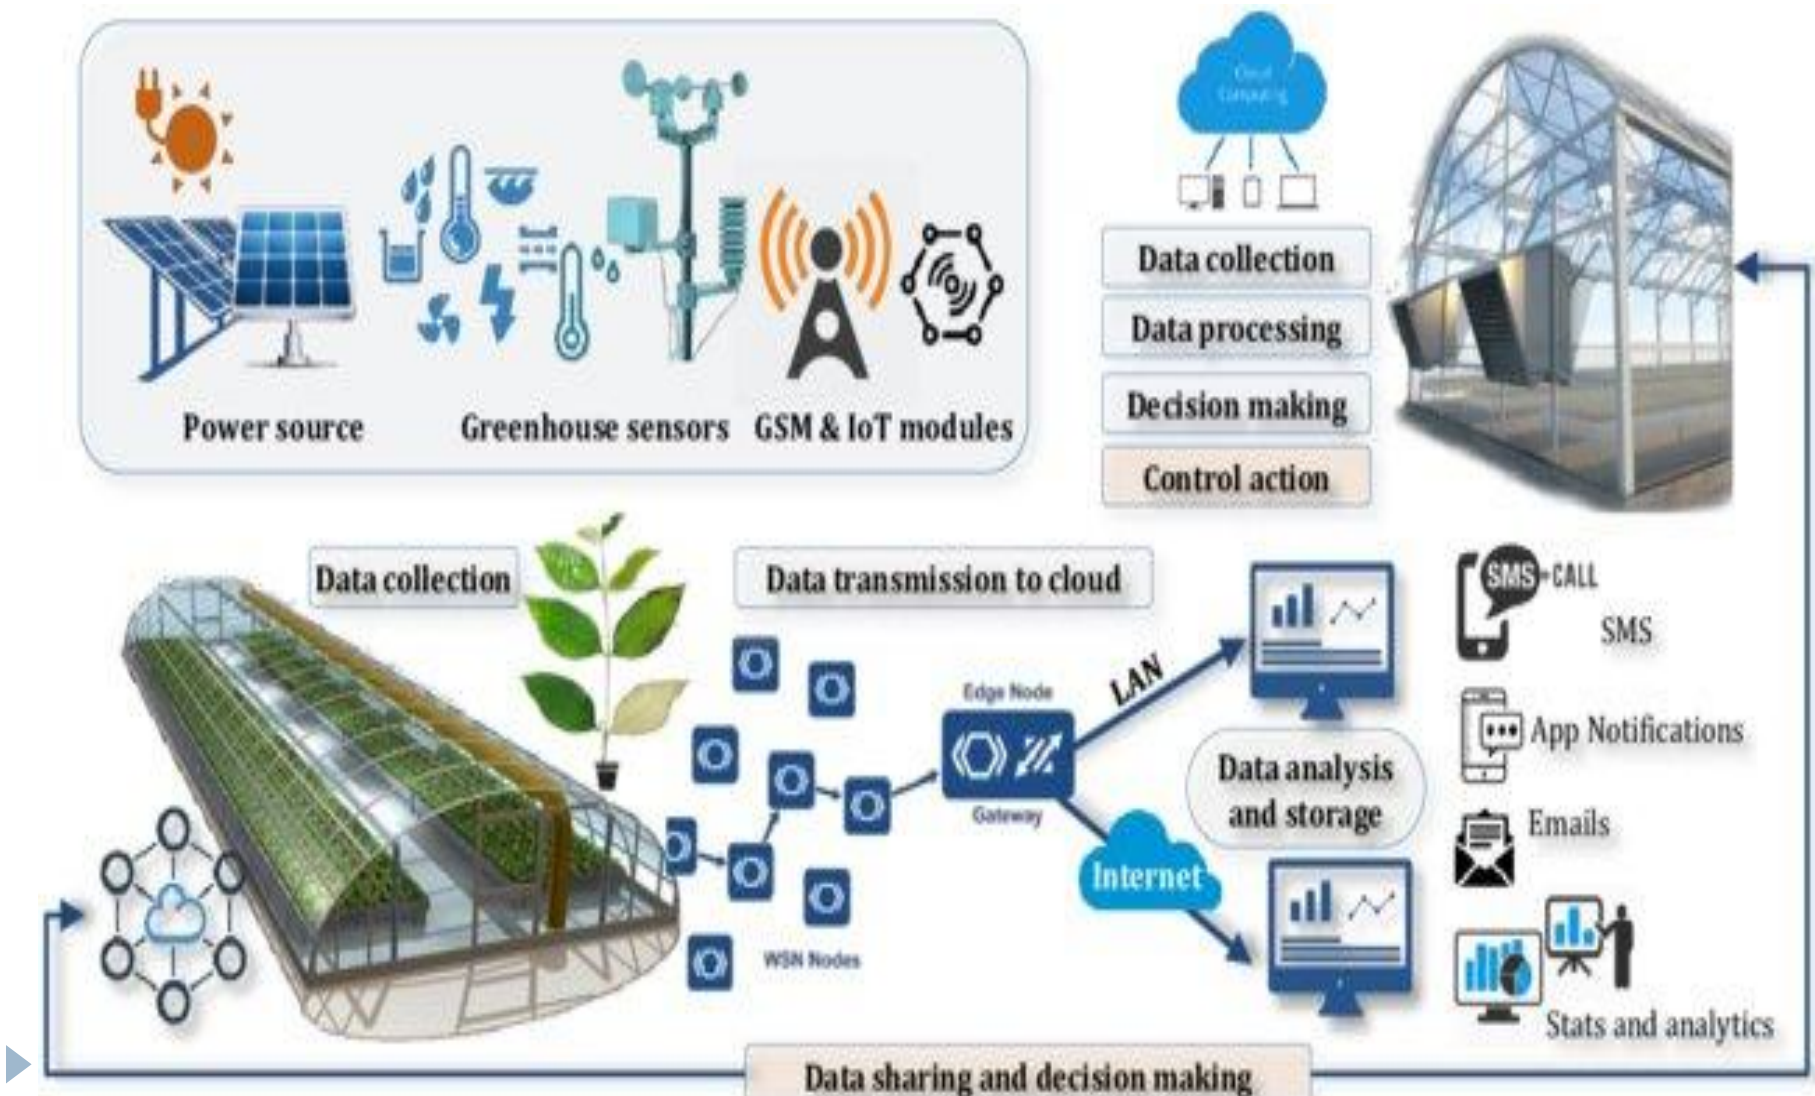 Cloud
Computing
Power source
Greenhouse sensors
GSM & IoT modules
Data collection
Data processing
Decision making
Control action
Data collection
Data transmission to cloud
Edge Node
Gateway
LAN
Internet
WSN Nodes
Data analysis
and storage
SMS
CALL
SMS
App Notifications
Emails
Stats and analytics
Data sharing and decision making